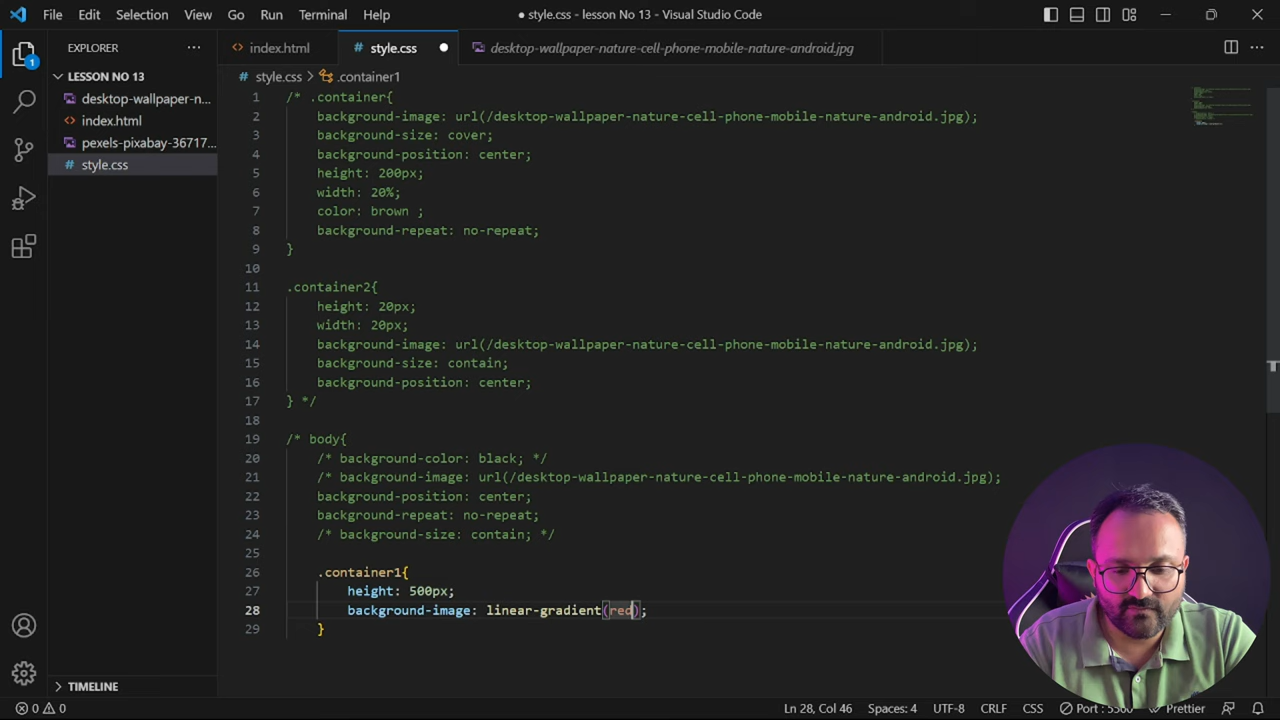 File Edit Selection View Go Run Terminal Help
● style.css - lesson No 13 - Visual Studio Code
EXPLORER
LESSON NO 13
desktop-wallpaper-n...
index.html
pexels-pixabay-36717...
style.css
TIMELINE
index.html
# style.css ●
desktop-wallpaper-nature-cell-phone-mobile-nature-android.jpg
# style.css > .container1
1 /* .container{
2 background-image: url(/desktop-wallpaper-nature-cell-phone-mobile-nature-android.jpg);
3 background-size: cover;
4 background-position: center;
5 height: 200px;
6 width: 20%;
7 color: brown ;
8 background-repeat: no-repeat;
9 }
10
11 .container2{
12 height: 20px;
13 width: 20px;
14 background-image: url(/desktop-wallpaper-nature-cell-phone-mobile-nature-android.jpg);
15 background-size: contain;
16 background-position: center;
17 } */
18
19 /* body{
20 /* background-color: black; */
21 /* background-image: url(/desktop-wallpaper-nature-cell-phone-mobile-nature-android.jpg);
22 background-position: center;
23 background-repeat: no-repeat;
24 /* background-size: contain; */
25
26 .container1{
27 height: 500px;
28 background-image: linear-gradient(red);
29 }
0 0 Ln 28, Col 46 Spaces: 4 UTF-8 CRLF CSS Port : 5500 Prettier